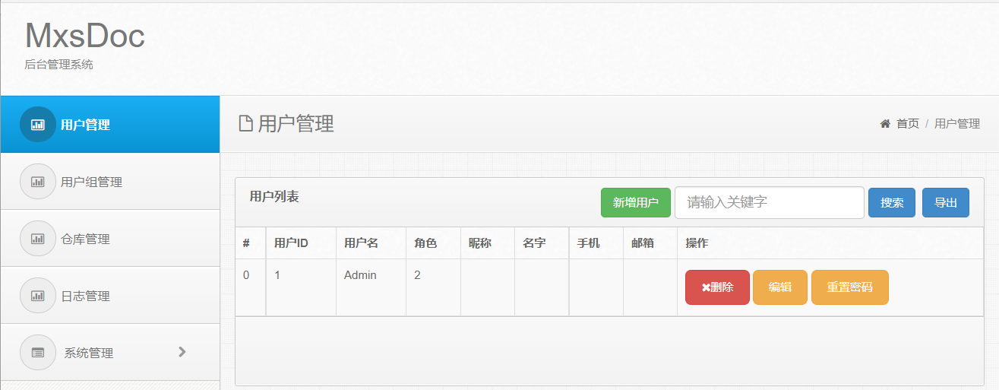 MxsDoc
后台管理系统
用户管理
用户组管理
仓库管理
日志管理
系统管理
用户管理
首页 / 用户管理
用户列表 新增用户 请输入关键字 搜索 导出
# 用户ID 用户名 角色 昵称 名字 手机 邮箱 操作
0 1 Admin 2 删除 编辑 重置密码